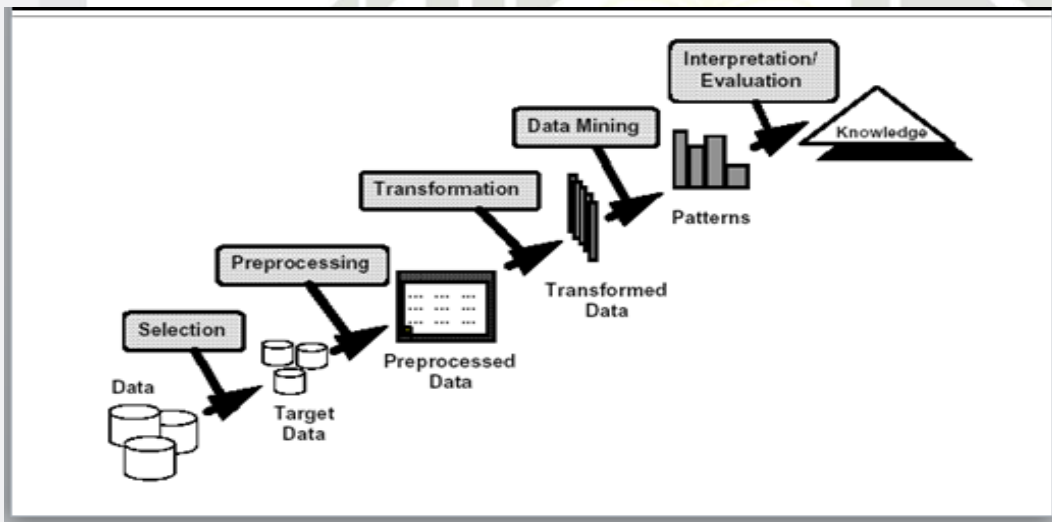 Interpretation/
Evaluation
Data Mining
Knowledge
Transformation
Patterns
Preprocessing
Transformed
Data
Selection
Preprocessed
Data
Data
Target
Data